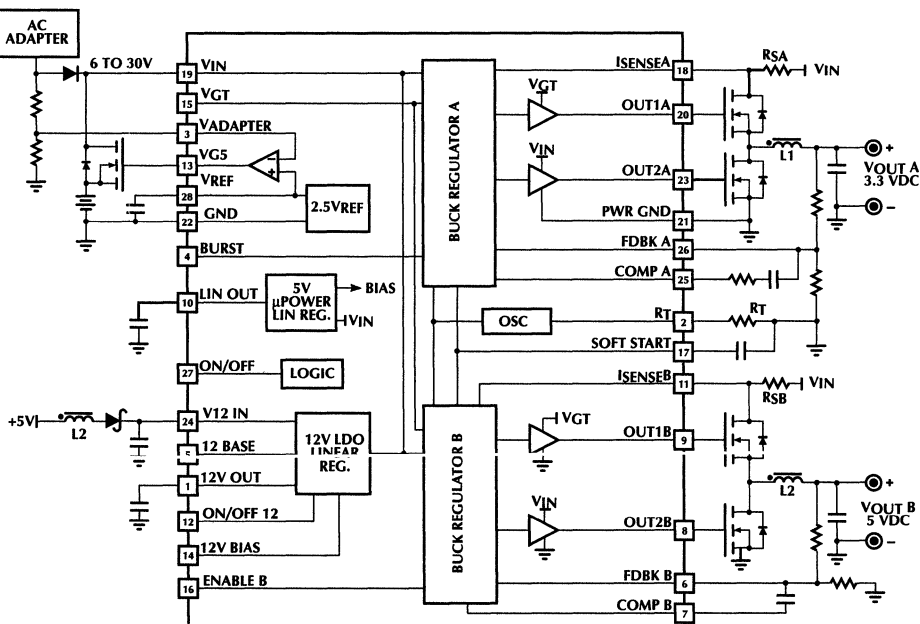 AC
ADAPTER
6 TO 30V
19 VIN
15 VGT
3 VADAPTER
13 VG5
28 VREF
22 GND
4 BURST
10 LIN OUT
27 ON/OFF
24 V12 IN
5 12 BASE
1 12V OUT
12 ON/OFF 12
14 12V BIAS
16 ENABLE B
+5V
L2
−
+
2.5VREF
5V
µPOWER
LIN REG.
BIAS
VIN
LOGIC
12V LDO
LINEAR
REG.
BUCK REGULATOR A
VGT
VIN
OSC
BUCK REGULATOR B
VGT
VIN
ISENSEA 18
OUT1A 20
OUT2A 23
PWR GND 21
FDBK A 26
COMP A 25
RT 2
SOFT START 17
ISENSEB 11
OUT1B 9
OUT2B 8
FDBK B 6
COMP B 7
RSA
VIN
L1
+
VOUT A
3.3 VDC
−
RT
RSB
VIN
L2
+
VOUT B
5 VDC
−